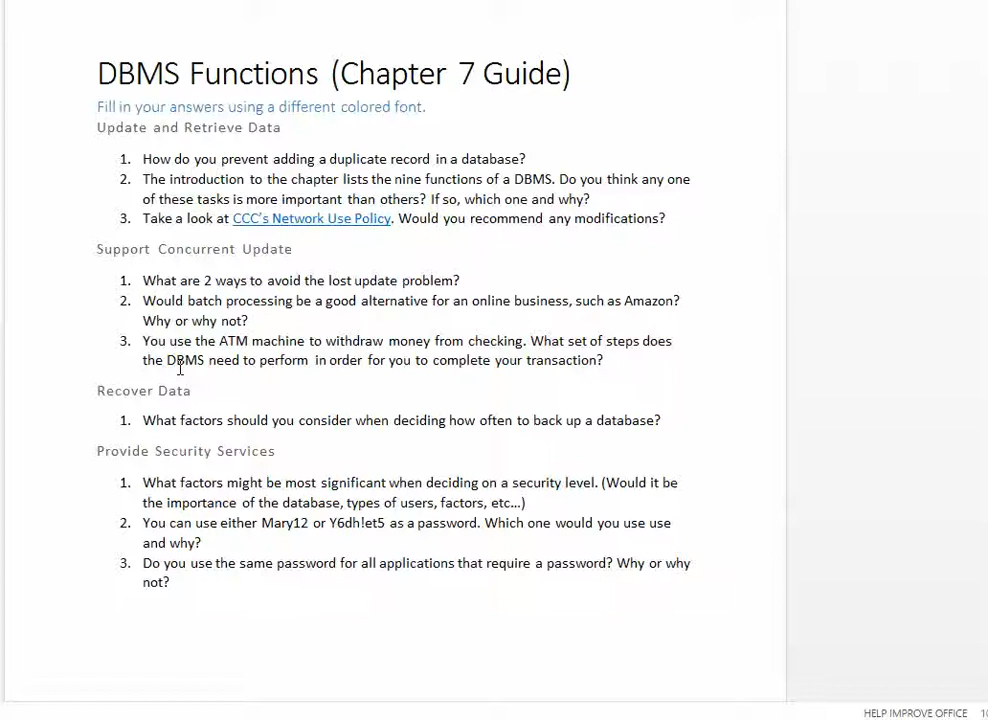 DBMS Functions (Chapter 7 Guide)
Fill in your answers using a different colored font.
Update and Retrieve Data
1. How do you prevent adding a duplicate record in a database?
2. The introduction to the chapter lists the nine functions of a DBMS. Do you think any one
of these tasks is more important than others? If so, which one and why?
3. Take a look at CCC's Network Use Policy. Would you recommend any modifications?
Support Concurrent Update
1. What are 2 ways to avoid the lost update problem?
2. Would batch processing be a good alternative for an online business, such as Amazon?
Why or why not?
3. You use the ATM machine to withdraw money from checking. What set of steps does
the DBMS need to perform in order for you to complete your transaction?
Recover Data
1. What factors should you consider when deciding how often to back up a database?
Provide Security Services
1. What factors might be most significant when deciding on a security level. (Would it be
the importance of the database, types of users, factors, etc...)
2. You can use either Mary12 or Y6dh!et5 as a password. Which one would you use use
and why?
3. Do you use the same password for all applications that require a password? Why or why
not?
HELP IMPROVE OFFICE